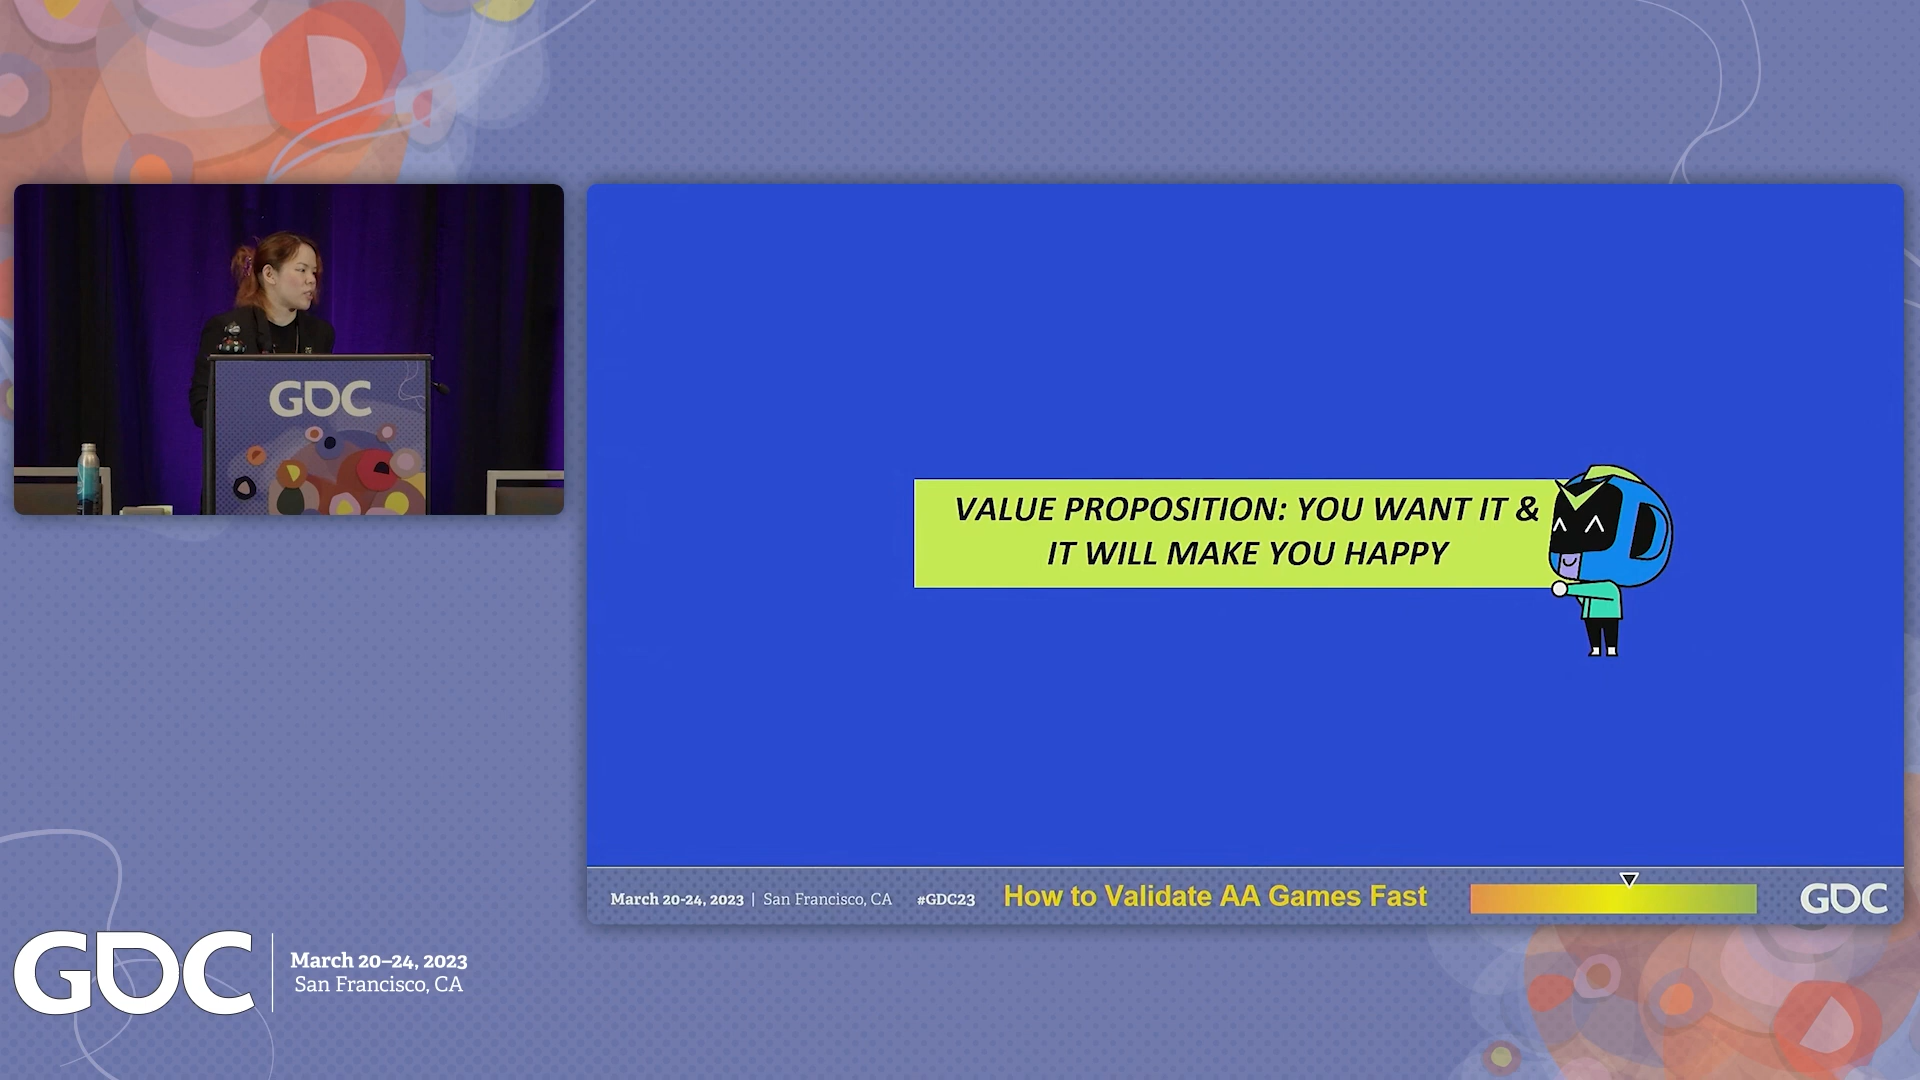 GDC
VALUE PROPOSITION: YOU WANT IT &
IT WILL MAKE YOU HAPPY
D
March 20-24, 2023 | San Francisco, CA #GDC23 How to Validate AA Games Fast GDC
GDC
March 20–24, 2023
San Francisco, CA